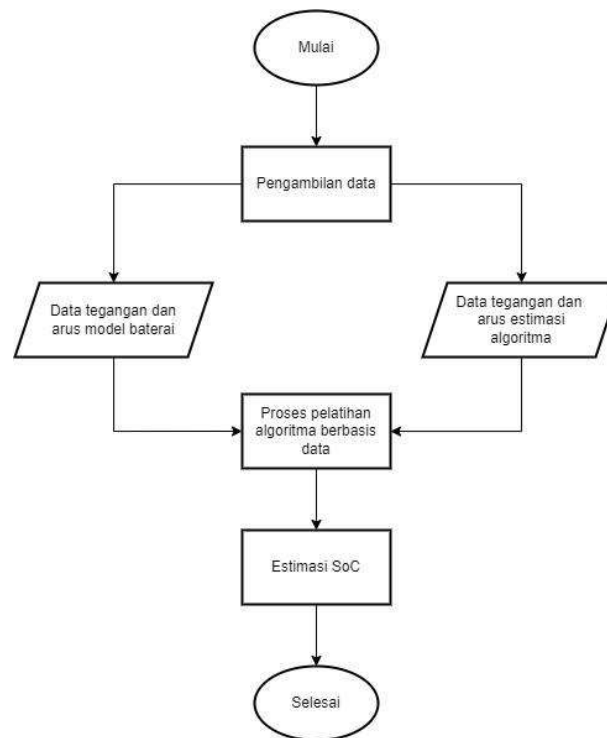 Mulai
Pengambilan data
Data tegangan dan
arus model baterai
Data tegangan dan
arus estimasi
algoritma
Proses pelatihan
algoritma berbasis
data
Estimasi SoC
Selesai